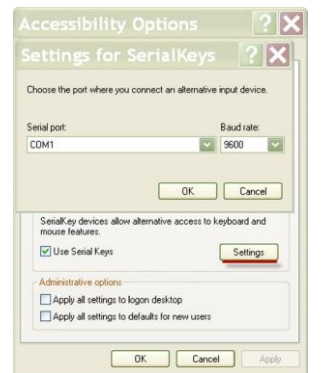 Accessibility Options
Settings for SerialKeys
Choose the port where you connect an alternative input device.
Serial port: Baud rate:
COM1 9600
OK Cancel
SerialKey devices allow alternative access to keyboard and
mouse features.
Use Serial Keys Settings
Administrative options
Apply all settings to logon desktop
Apply all settings to defaults for new users
OK Cancel Apply